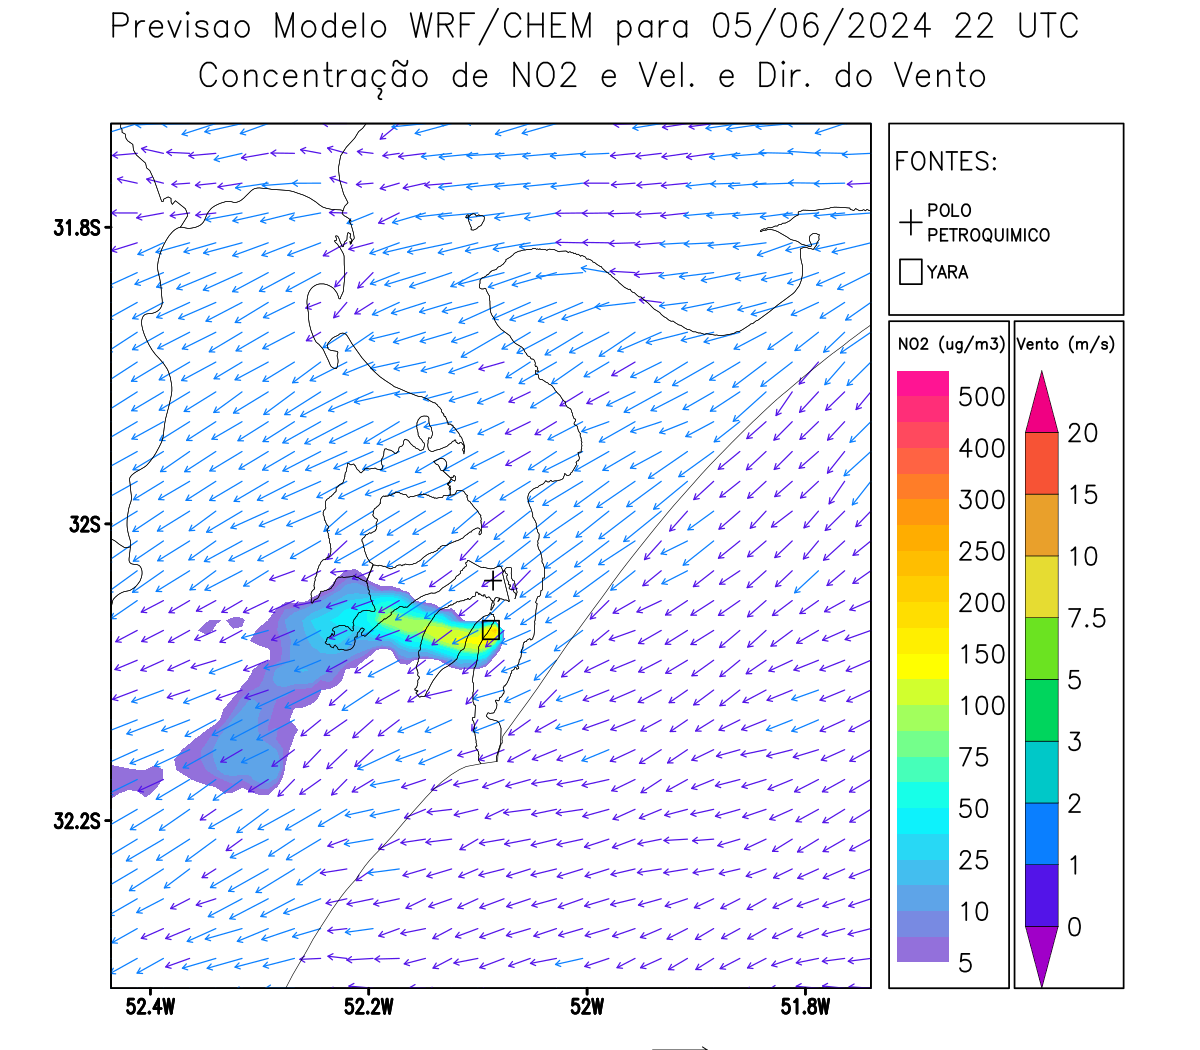 Previsao Modelo WRF/CHEM para 05/06/2024 22 UTC
Concentração de NO2 e Vel. e Dir. do Vento
FONTES:
POLO
PETROQUIMICO
YARA
NO2 (ug/m3)
500
400
300
250
200
150
100
75
50
25
10
5
Vento (m/s)
20
15
10
7.5
5
3
2
1
0
31.8S
32S
32.2S
52.4W
52.2W
52W
51.8W